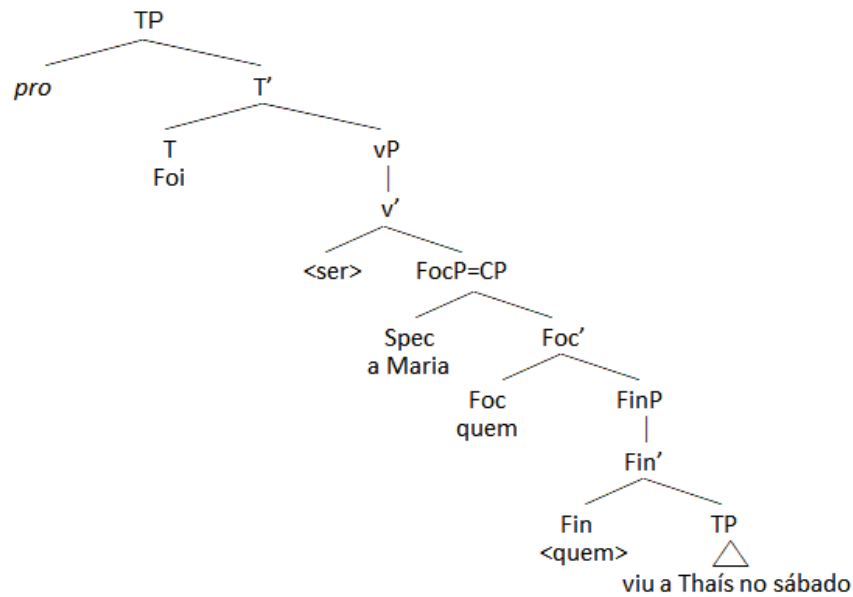 TP
pro T’
T vP
Foi
v’
<ser> FocP=CP
Spec Foc’
a Maria
Foc FinP
quem
Fin’
Fin TP
<quem>
viu a Thaís no sábado